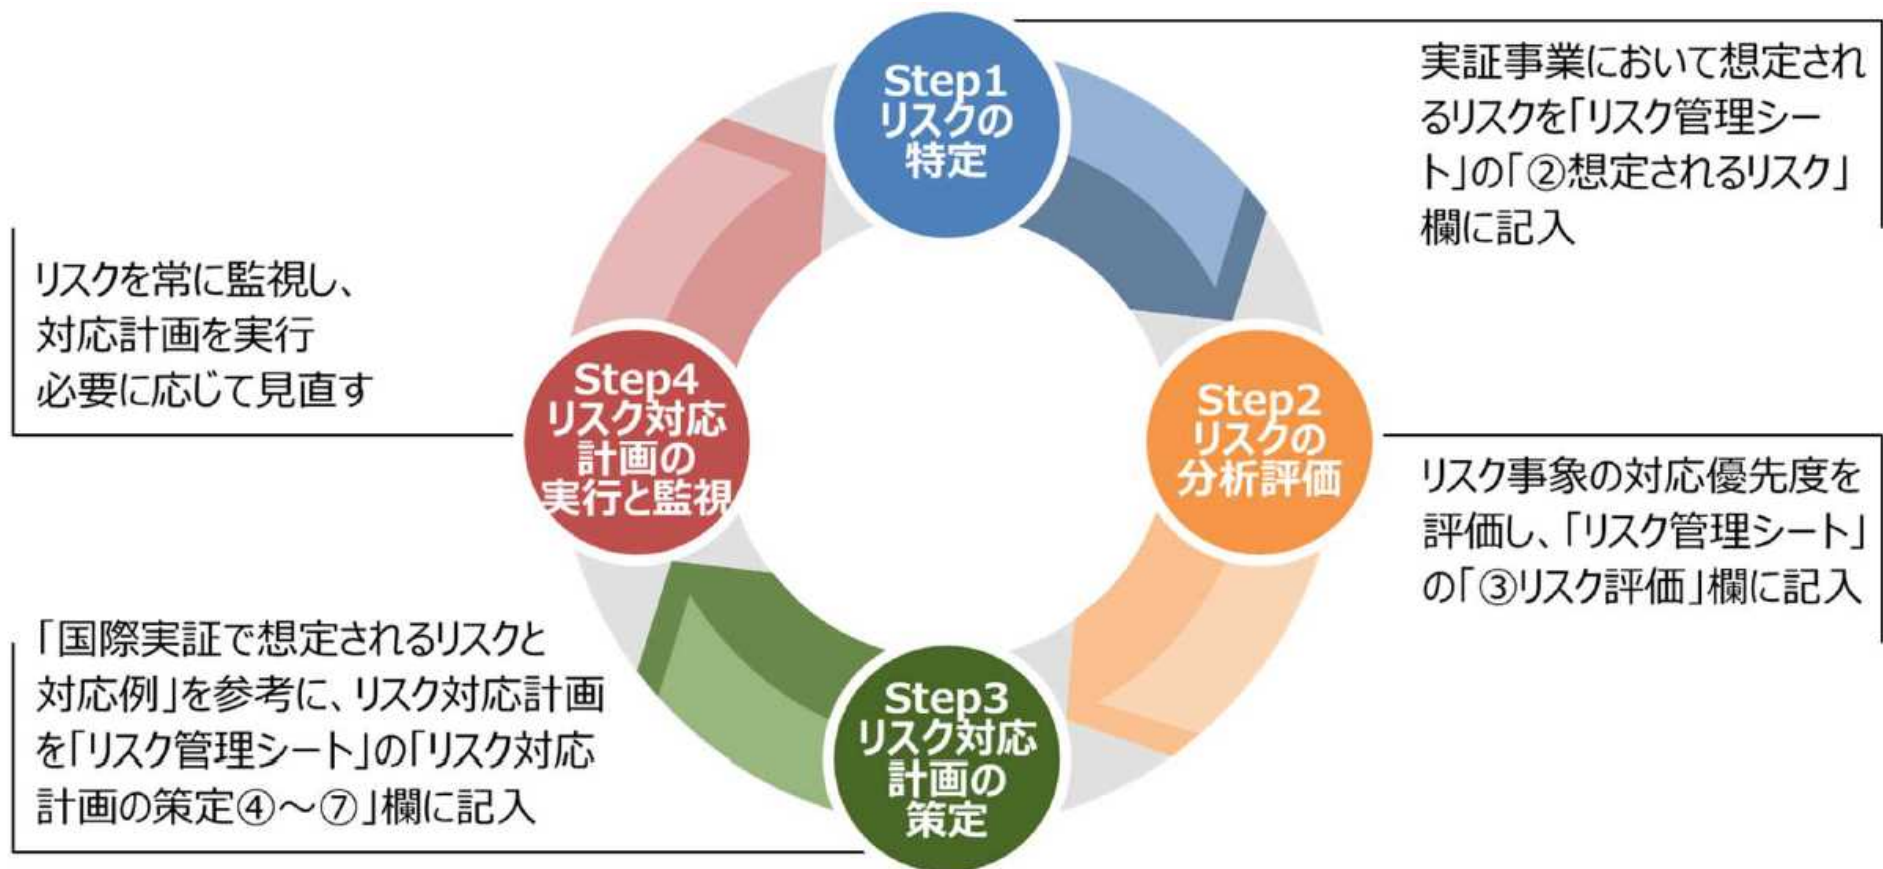 Step1
リスクの
特定
実証事業において想定され
るリスクを「リスク管理シー
ト」の「②想定されるリスク」
欄に記入
Step2
リスクの
分析評価
リスク事象の対応優先度を
評価し、「リスク管理シート」
の「③リスク評価」欄に記入
Step3
リスク対応
計画の
策定
「国際実証で想定されるリスクと
対応例」を参考に、リスク対応計画
を「リスク管理シート」の「リスク対応
計画の策定④～⑦」欄に記入
Step4
リスク対応
計画の
実行と監視
リスクを常に監視し、
対応計画を実行
必要に応じて見直す